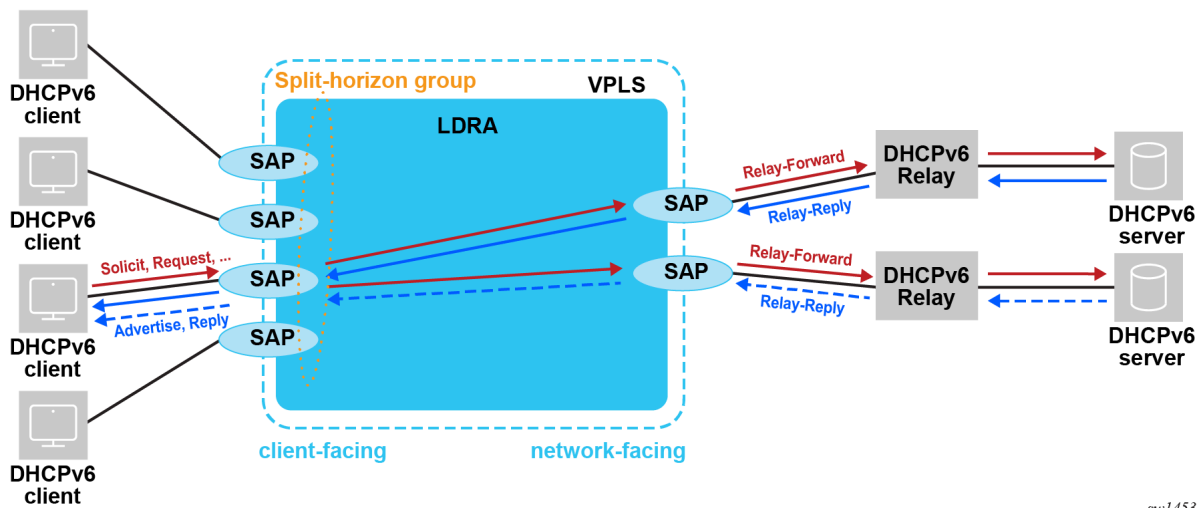 DHCPv6
client
DHCPv6
client
DHCPv6
client
DHCPv6
client
Solicit, Request, ...
Advertise, Reply
Split-horizon group
VPLS
LDRA
SAP
SAP
SAP
SAP
SAP
SAP
client-facing
network-facing
Relay-Forward
Relay-Reply
Relay-Forward
Relay-Reply
DHCPv6
Relay
DHCPv6
Relay
DHCPv6
server
DHCPv6
server